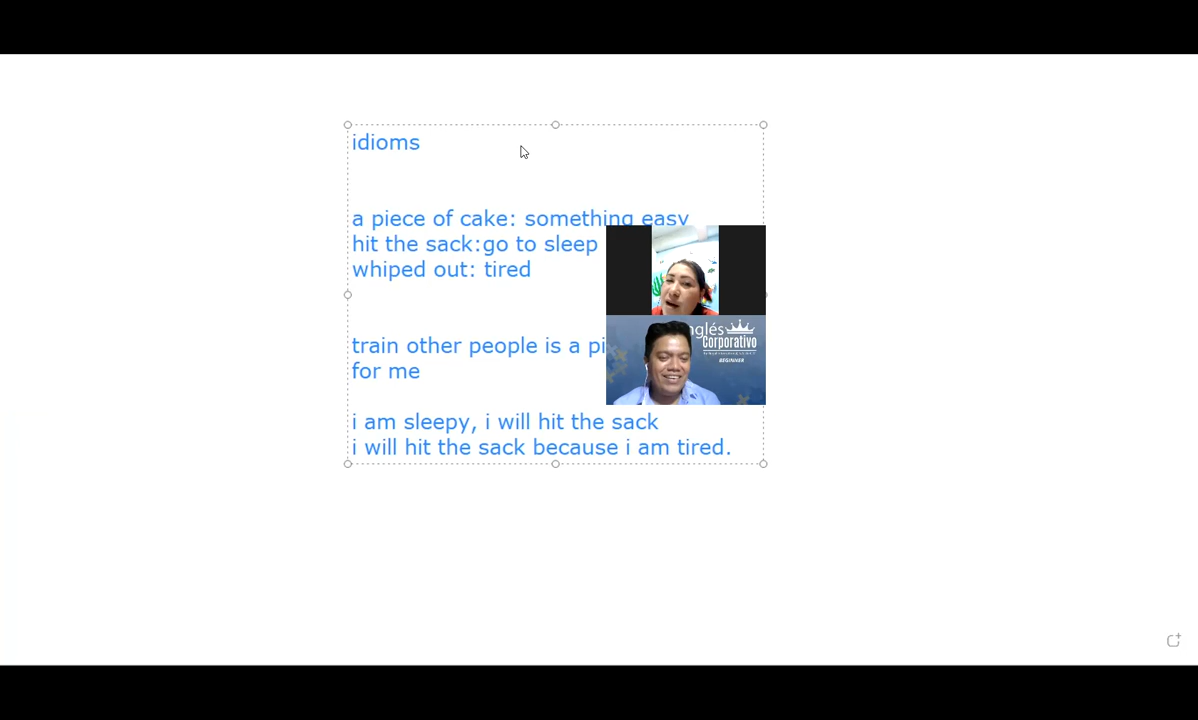 idioms
a piece of cake: something easy
hit the sack:go to sleep
whiped out: tired
train other people is a pi
for me
i am sleepy, i will hit the sack
i will hit the sack because i am tired.
nglés
Corporativo
BEGINNER